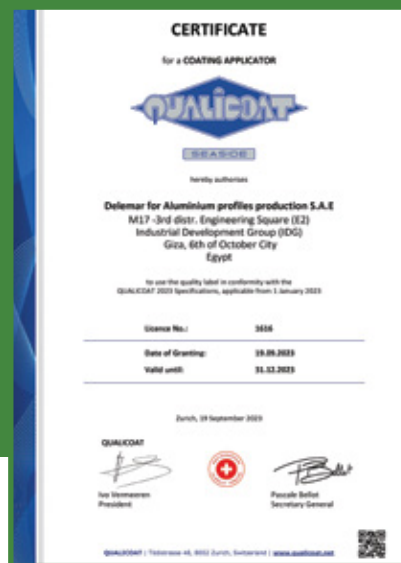 CERTIFICATE
for a COATING APPLICATOR
QUALICOAT
SEASIDE
hereby authorises
Delemar for Aluminium profiles production S.A.E
M17 -3rd distr. Engineering Square (E2)
Industrial Development Group (IDG)
Giza, 6th of October City
Egypt
to use the quality label in conformity with the
QUALICOAT 2023 Specifications, applicable from 1 January 2023
Licence No.: 1616
Date of Granting: 19.09.2023
Valid until: 31.12.2023
Zurich, 19 September 2023
QUALICOAT
Ivo Vermeeren
President
Pascale Bellot
Secretary General
QUALICOAT | Tödistrasse 48, 8002 Zurich, Switzerland | www.qualicoat.net